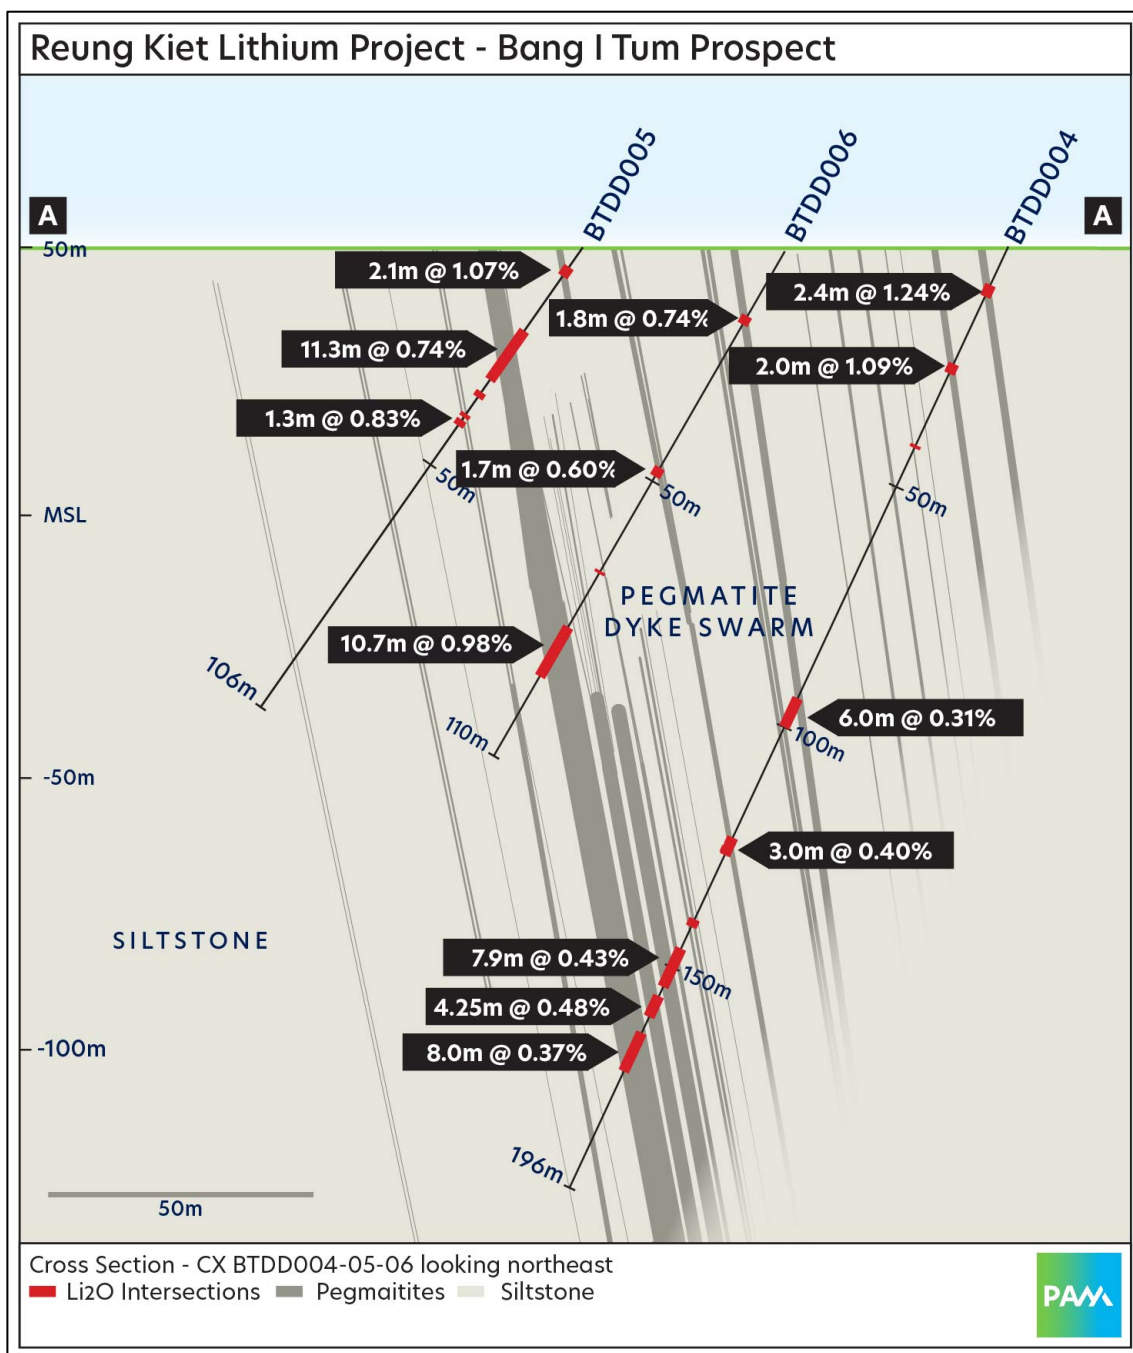 Reung Kiet Lithium Project - Bang I Tum Prospect
BTDD005
BTDD006
BTDD004
A
A
50m
2.1m @ 1.07%
2.4m @ 1.24%
1.8m @ 0.74%
11.3m @ 0.74%
2.0m @ 1.09%
1.3m @ 0.83%
1.7m @ 0.60%
50m
50m
50m
MSL
PEGMATITE
DYKE SWARM
10.7m @ 0.98%
106m
110m
6.0m @ 0.31%
100m
-50m
3.0m @ 0.40%
SILTSTONE
7.9m @ 0.43%
150m
4.25m @ 0.48%
-100m
8.0m @ 0.37%
196m
50m
Cross Section - CX BTDD004-05-06 looking northeast
Li2O Intersections Pegmaitites Siltstone
PAM